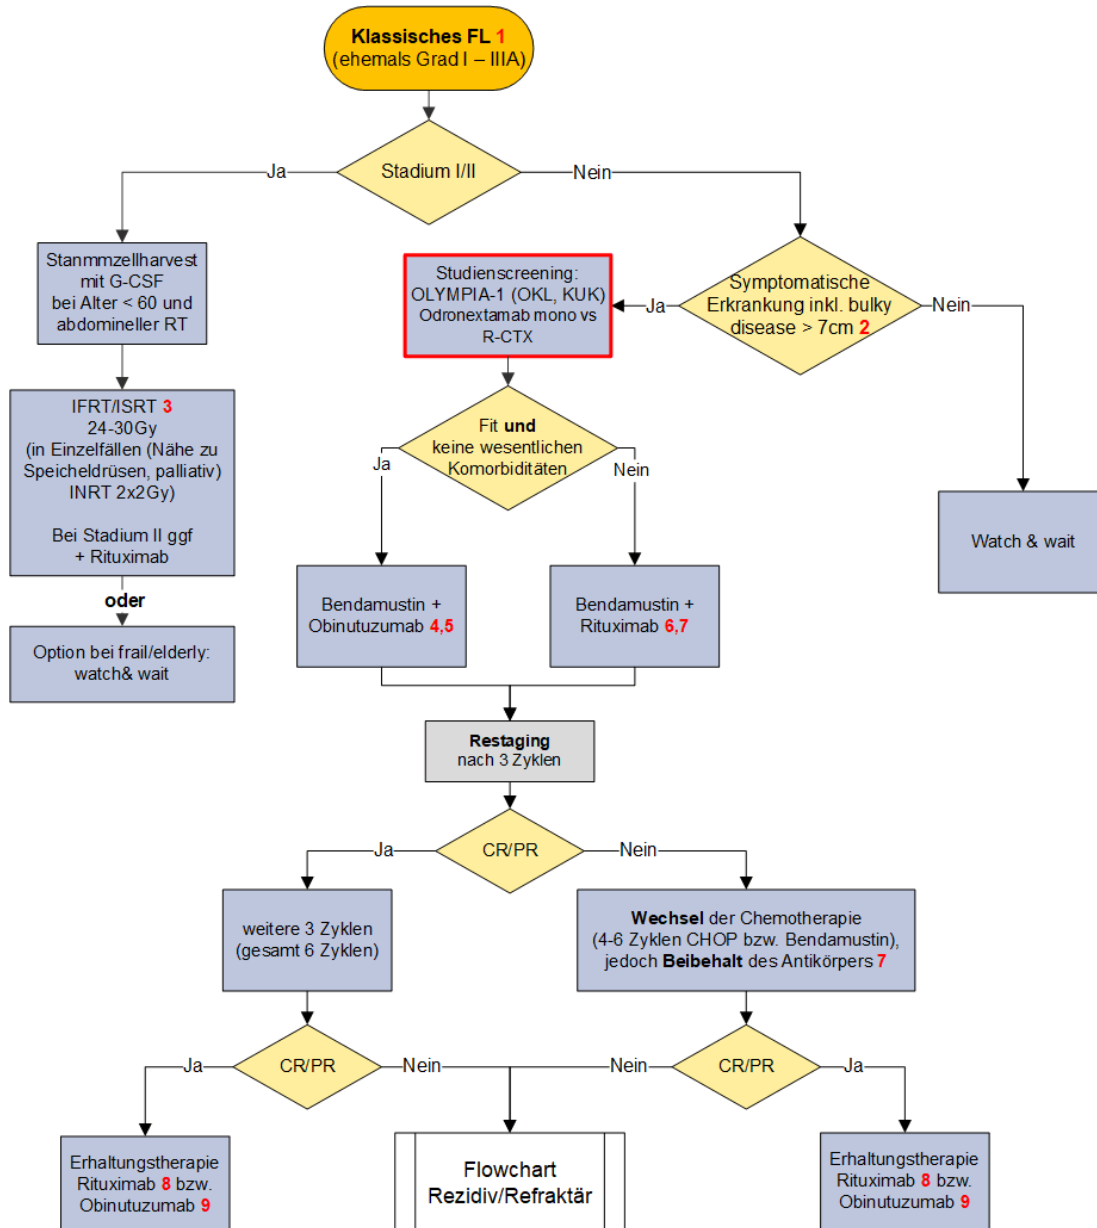 Klassisches FL 1
(ehemals Grad I – IIIA)
Stadium I/II
Ja
Nein
Stanmmzellharvest
mit G-CSF
bei Alter < 60 und
abdomineller RT
Studienscreening:
OLYMPIA-1 (OKL, KUK)
Odronextamab mono vs
R-CTX
Ja
Symptomatische
Erkrankung inkl. bulky
disease > 7cm 2
Nein
IFRT/ISRT 3
24-30Gy
(in Einzelfällen (Nähe zu
Speicheldrüsen, palliativ)
INRT 2x2Gy)
Bei Stadium II ggf
+ Rituximab
oder
Option bei frail/elderly:
watch& wait
Fit und
keine wesentlichen
Komorbiditäten
Ja
Nein
Watch & wait
Bendamustin +
Obinutuzumab 4,5
Bendamustin +
Rituximab 6,7
Restaging
nach 3 Zyklen
CR/PR
Ja
Nein
weitere 3 Zyklen
(gesamt 6 Zyklen)
Wechsel der Chemotherapie
(4-6 Zyklen CHOP bzw. Bendamustin),
jedoch Beibehalt des Antikörpers 7
Ja
CR/PR
Nein
Nein
CR/PR
Ja
Erhaltungstherapie
Rituximab 8 bzw.
Obinutuzumab 9
Flowchart
Rezidiv/Refraktär
Erhaltungstherapie
Rituximab 8 bzw.
Obinutuzumab 9